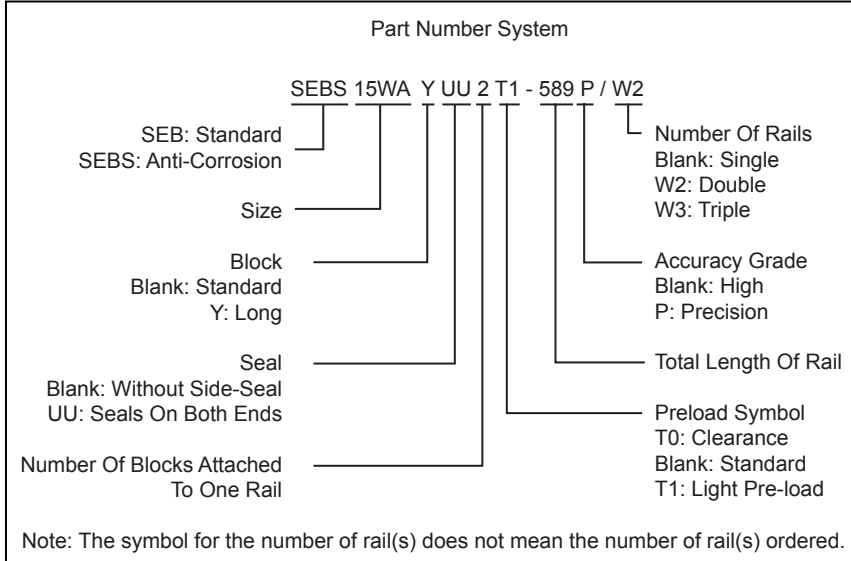 Part Number System
SEBS 15WA Y UU 2 T1 - 589 P / W2
SEB: Standard
SEBS: Anti-Corrosion
Size
Block
Blank: Standard
Y: Long
Seal
Blank: Without Side-Seal
UU: Seals On Both Ends
Number Of Blocks Attached
To One Rail
Number Of Rails
Blank: Single
W2: Double
W3: Triple
Accuracy Grade
Blank: High
P: Precision
Total Length Of Rail
Preload Symbol
T0: Clearance
Blank: Standard
T1: Light Pre-load
Note: The symbol for the number of rail(s) does not mean the number of rail(s) ordered.